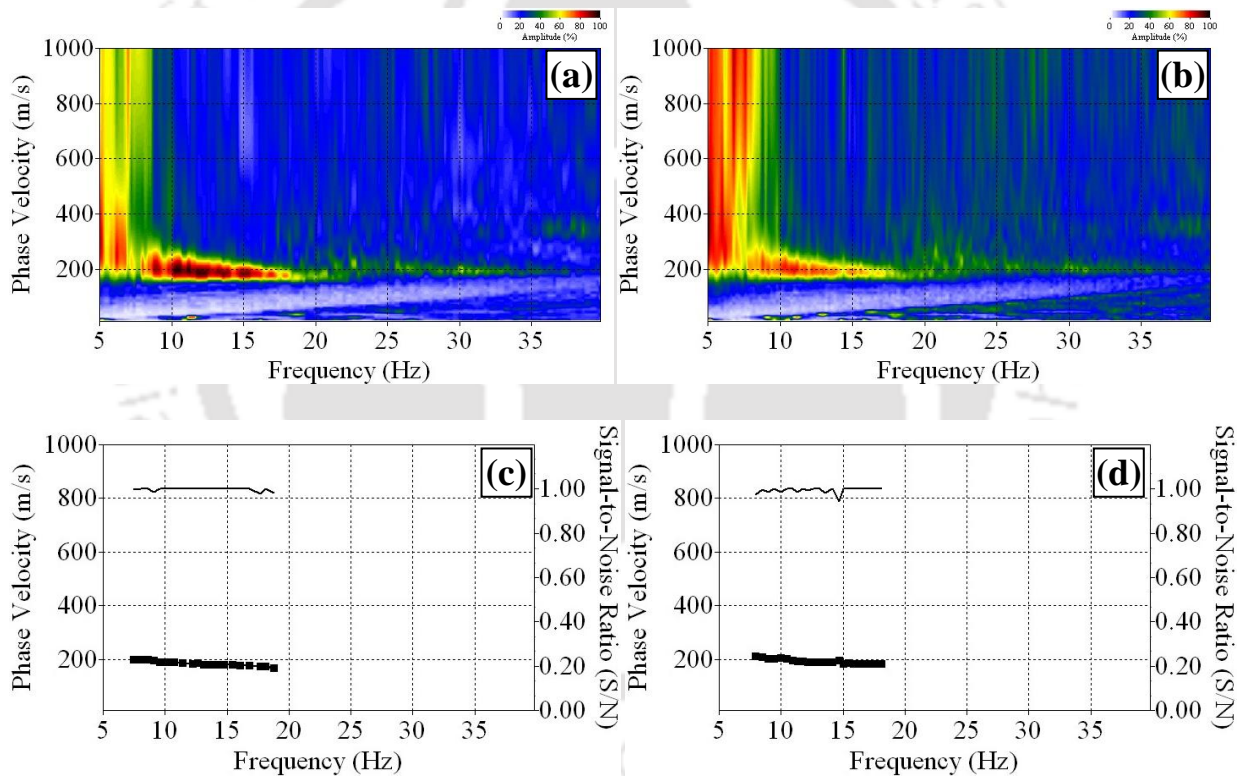 0 20 40 60 80 100
Amplitude (%)
(a)
1000
800
600
400
200
Phase Velocity (m/s)
5 10 15 20 25 30 35
Frequency (Hz)
0 20 40 60 80 100
Amplitude (%)
(b)
1000
800
600
400
200
Phase Velocity (m/s)
5 10 15 20 25 30 35
Frequency (Hz)
(c)
1000
800
600
400
200
Phase Velocity (m/s)
1.00
0.80
0.60
0.40
0.20
0.00
Signal-to-Noise Ratio (S/N)
5 10 15 20 25 30 35
Frequency (Hz)
(d)
1000
800
600
400
200
Phase Velocity (m/s)
1.00
0.80
0.60
0.40
0.20
0.00
Signal-to-Noise Ratio (S/N)
5 10 15 20 25 30 35
Frequency (Hz)